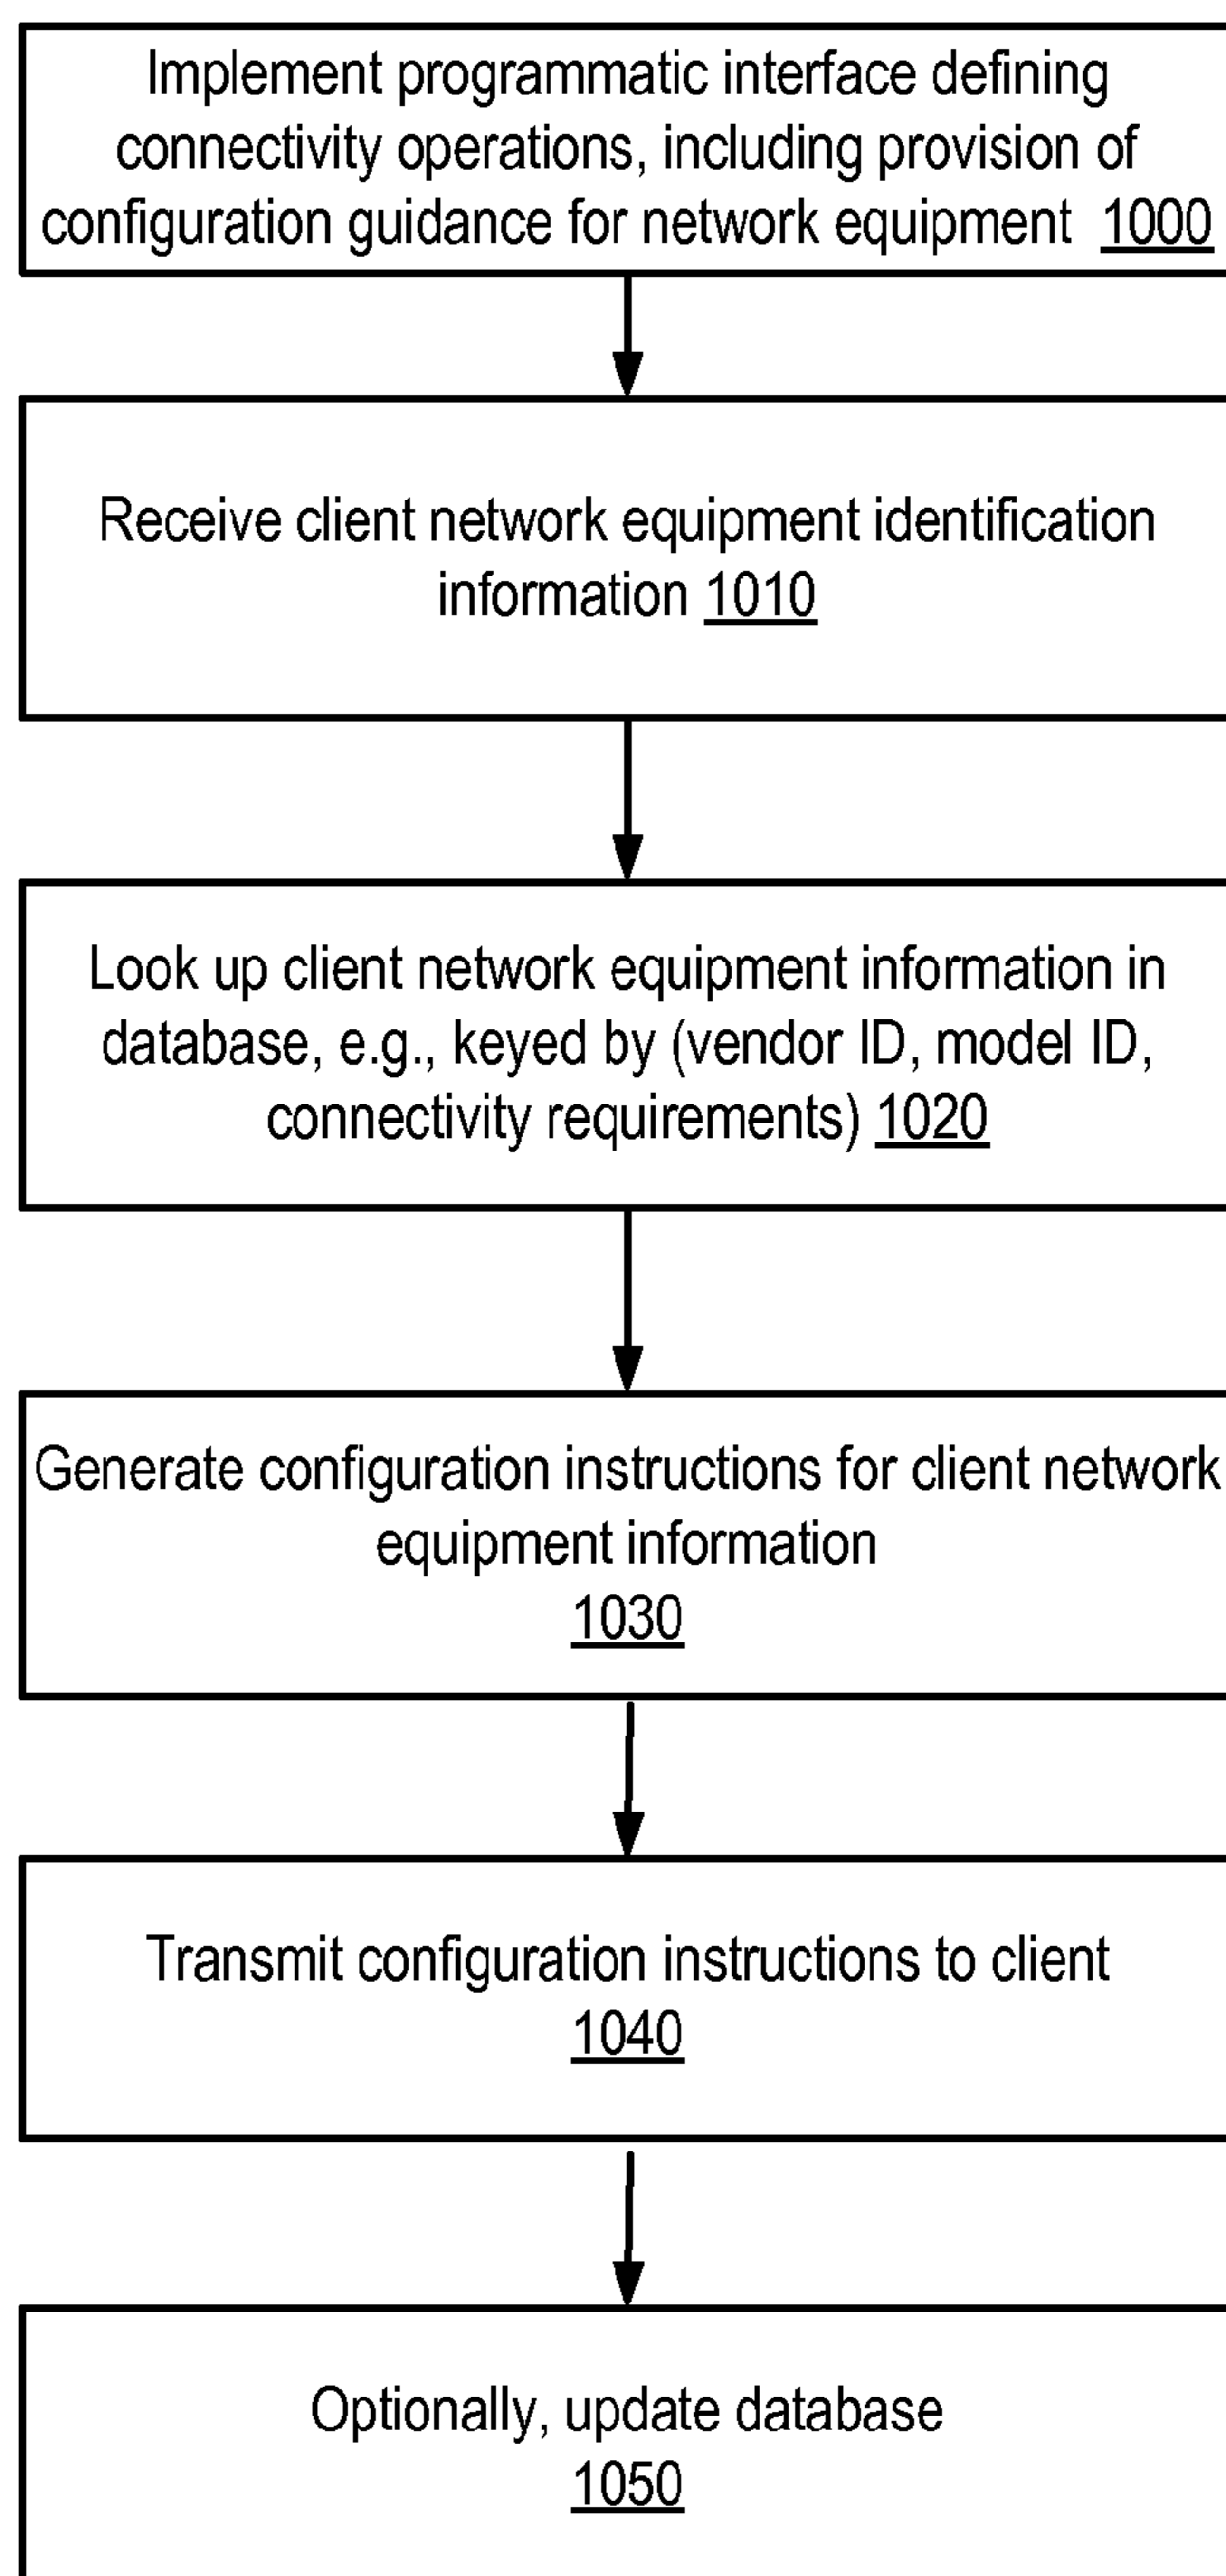 Implement programmatic interface defining
connectivity operations, including provision of
configuration guidance for network equipment 1000
Receive client network equipment identification
information 1010
Look up client network equipment information in
database, e.g., keyed by (vendor ID, model ID,
connectivity requirements) 1020
Generate configuration instructions for client network
equipment information
1030
Transmit configuration instructions to client
1040
Optionally, update database
1050